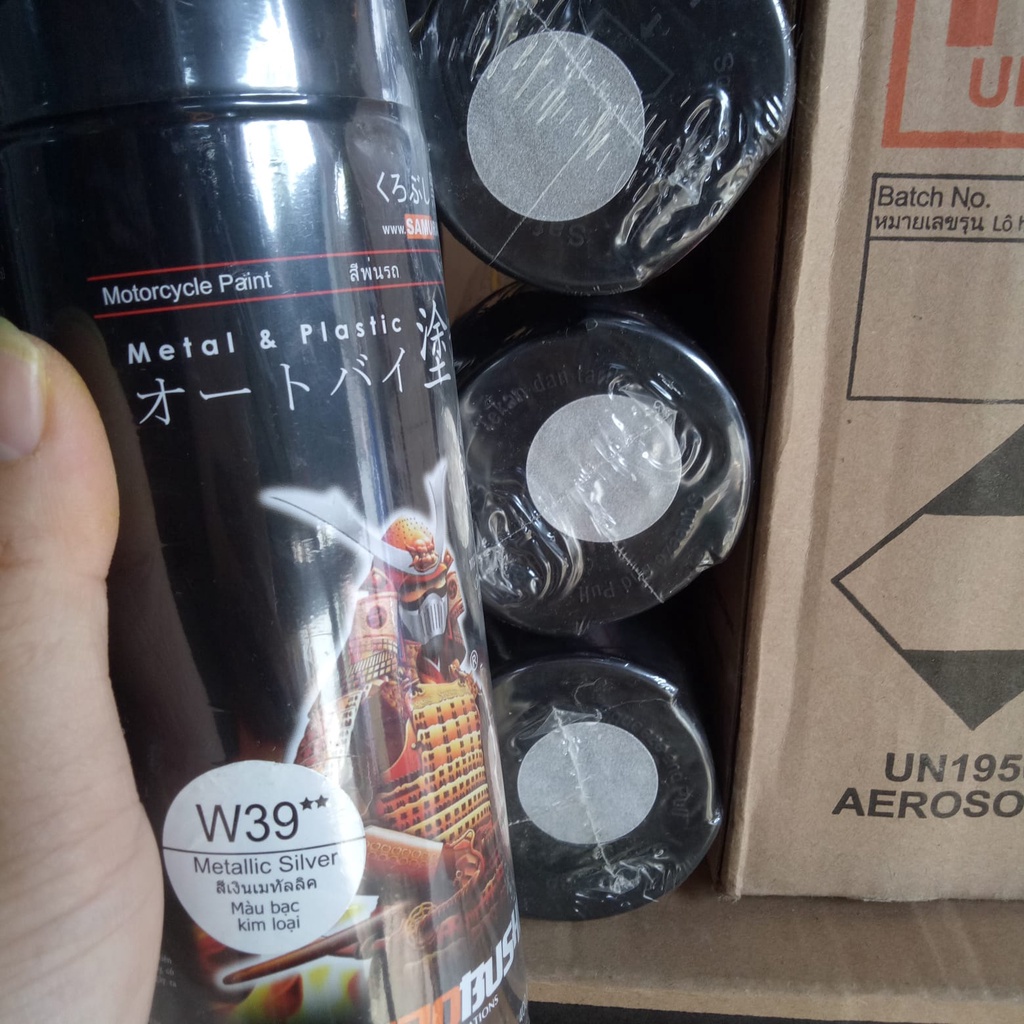 くろぶし
www.SAMU
Motorcycle Paint สีพ่นรถ
Metal & Plastic
オートバイ塗
®
W39**
Metallic Silver
สีเงินเมทัลลิค
Màu bạc
kim loại
BUSH
Batch No.
หมายเลขรุ่น Lô
UN195
AEROSO